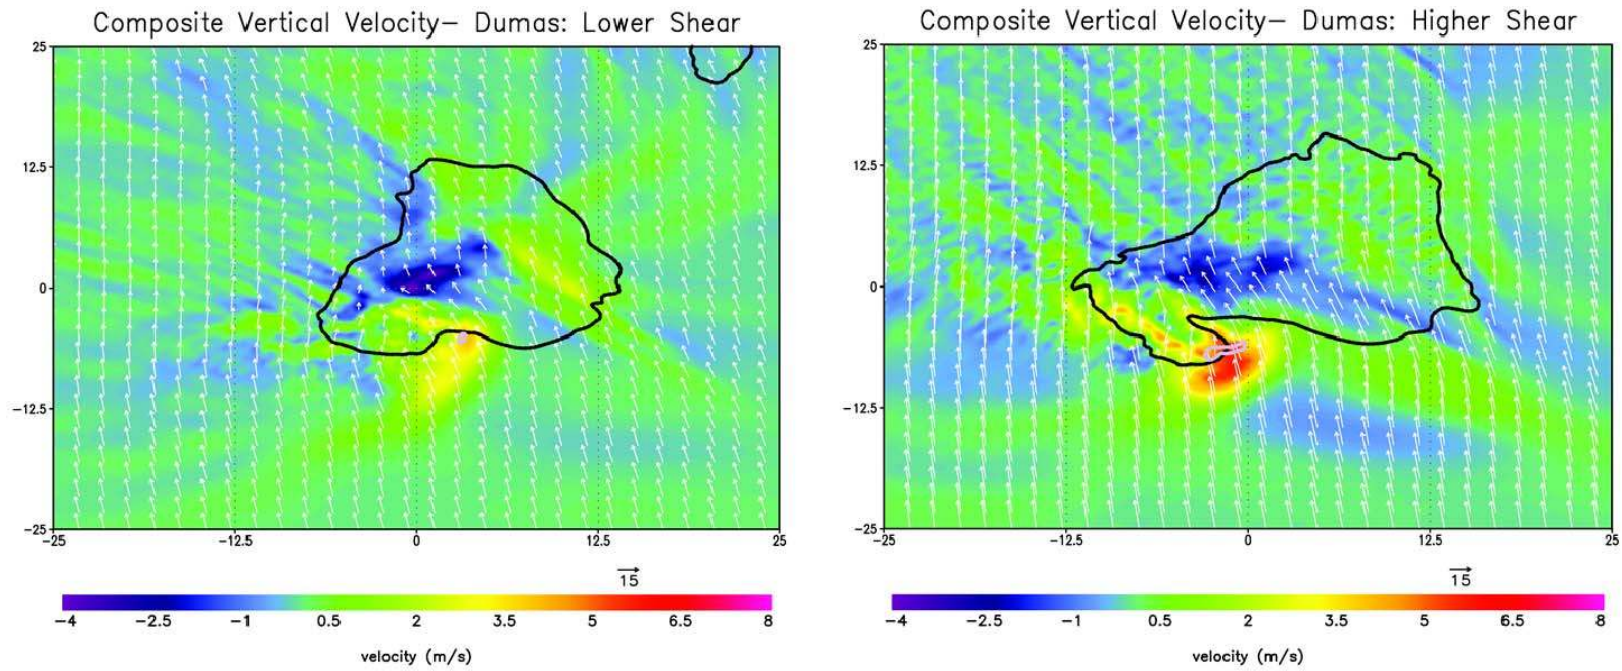 Composite Vertical Velocity— Dumas: Lower Shear
25
12.5
0
−12.5
−25
−25 −12.5 0 12.5 25
15
−4 −2.5 −1 0.5 2 3.5 5 6.5 8
velocity (m/s)
Composite Vertical Velocity— Dumas: Higher Shear
25
12.5
0
−12.5
−25
−25 −12.5 0 12.5 25
15
−4 −2.5 −1 0.5 2 3.5 5 6.5 8
velocity (m/s)